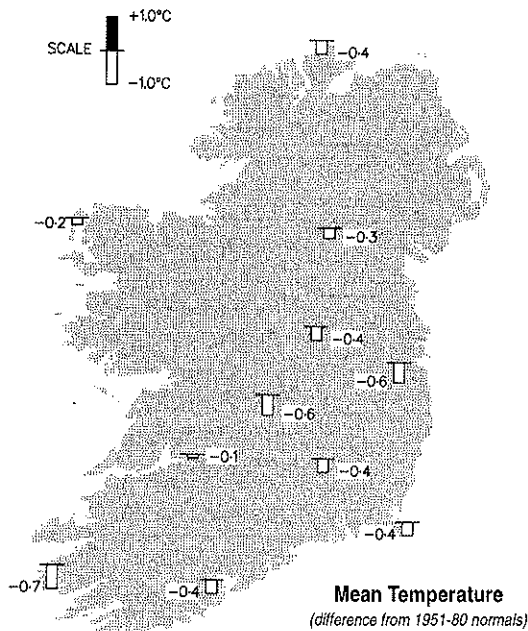 +1.0°C
SCALE
-1.0°C
-0.4
-0.2
-0.3
-0.4
-0.6
-0.6
-0.1
-0.4
-0.4
-0.7
-0.4
Mean Temperature
(difference from 1951-80 normals)